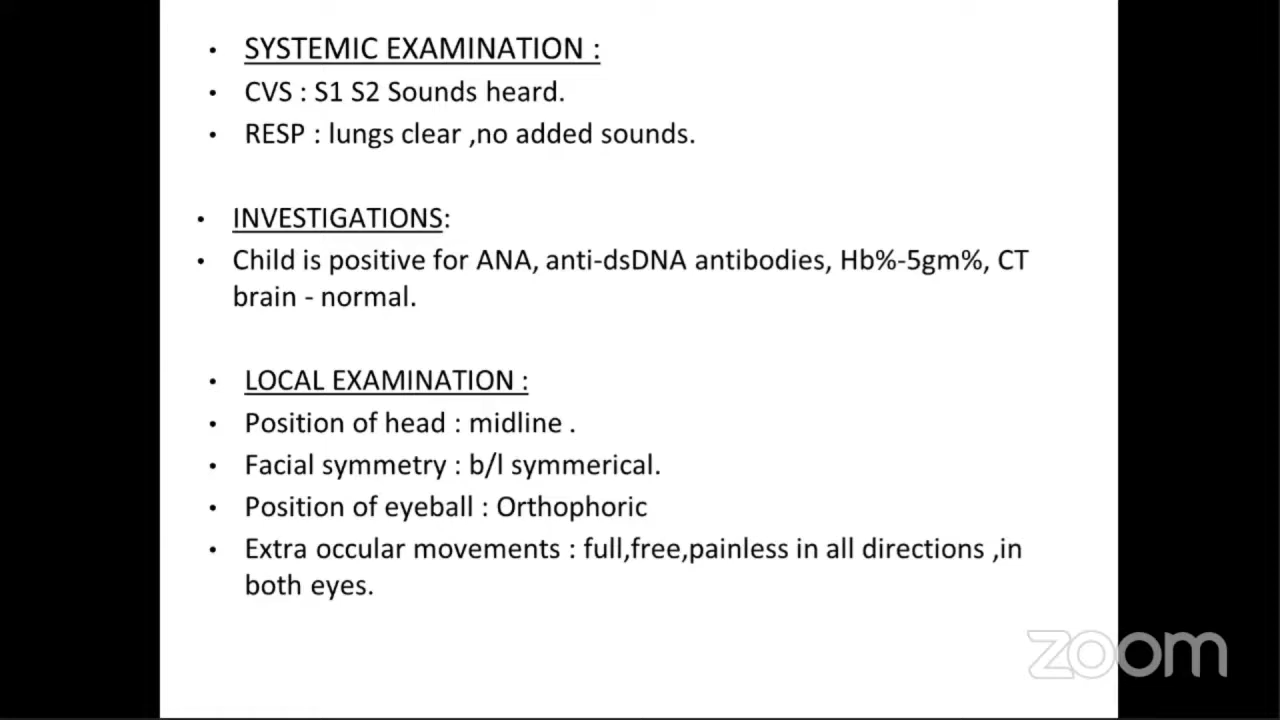 • SYSTEMIC EXAMINATION :
• CVS : S1 S2 Sounds heard.
• RESP : lungs clear ,no added sounds.
• INVESTIGATIONS:
• Child is positive for ANA, anti-dsDNA antibodies, Hb%-5gm%, CT
brain - normal.
• LOCAL EXAMINATION :
• Position of head : midline .
• Facial symmetry : b/l symmerical.
• Position of eyeball : Orthophoric
• Extra occular movements : full,free,painless in all directions ,in
both eyes.
zoom